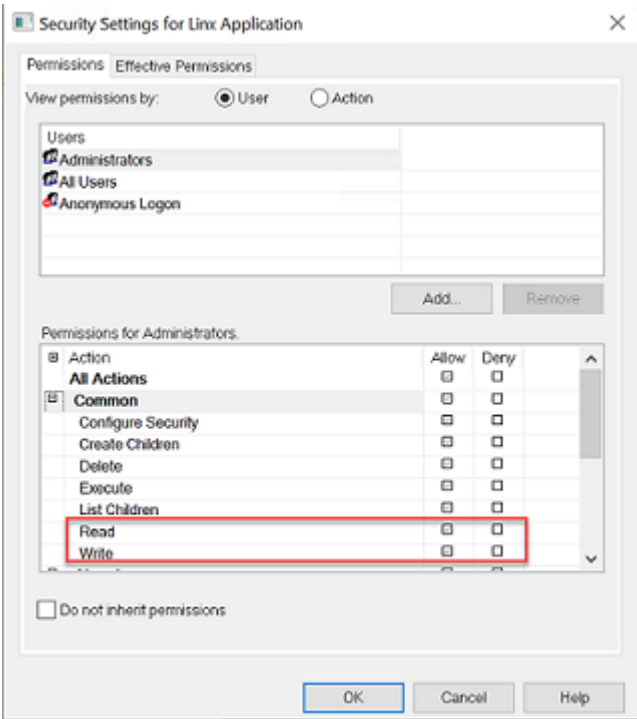 Security Settings for Linx Application
Permissions Effective Permissions
View permissions by: User Action
Users
Administrators
All Users
Anonymous Logon
Add... Remove
Permissions for Administrators.
Action Allow Deny
All Actions
Common
Configure Security
Create Children
Delete
Execute
List Children
Read
Write
Do not inherit permissions
OK Cancel Help